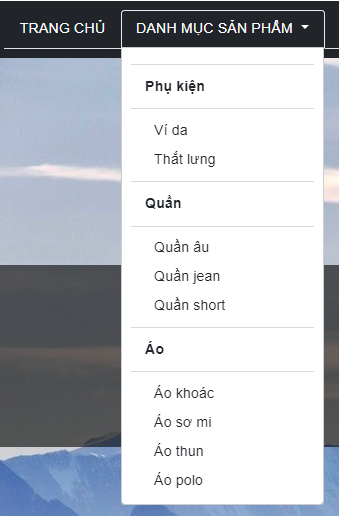 TRANG CHỦ
DANH MỤC SẢN PHẨM
Phụ kiện
Ví da
Thắt lưng
Quần
Quần âu
Quần jean
Quần short
Áo
Áo khoác
Áo sơ mi
Áo thun
Áo polo